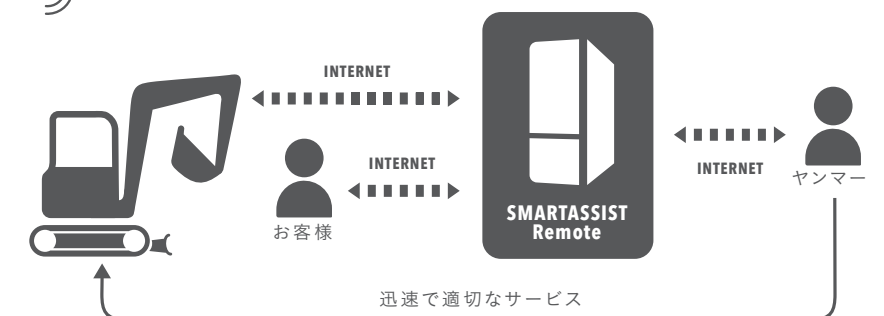 INTERNET
INTERNET
お客様
SMARTASSIST
Remote
INTERNET
ヤンマー
迅速で適切なサービス